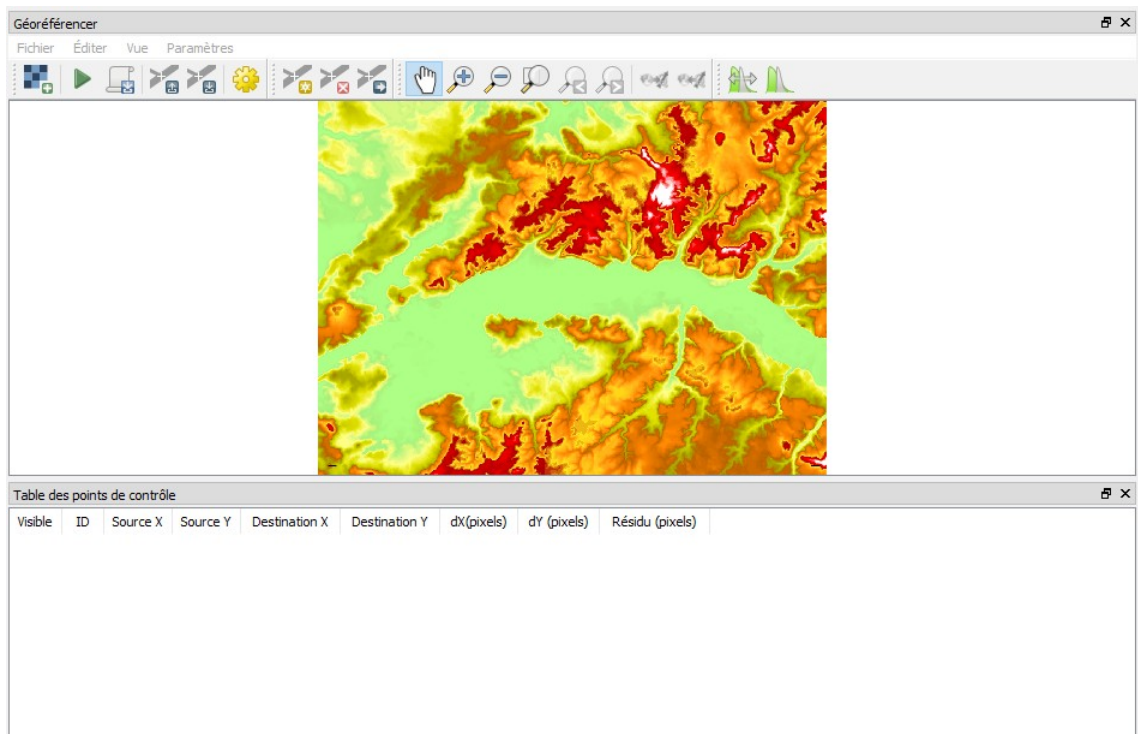 Géoréférencer
Fichier Éditer Vue Paramètres
Table des points de contrôle
Visible ID Source X Source Y Destination X Destination Y dX(pixels) dY (pixels) Résidu (pixels)